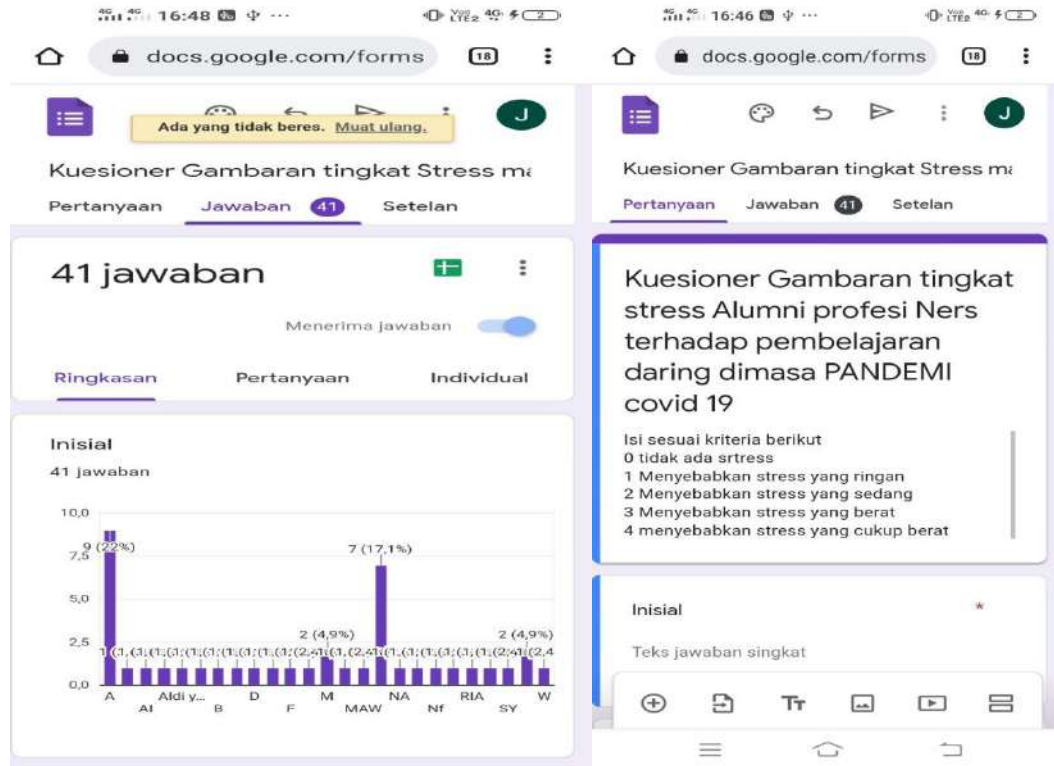 16:48
docs.google.com/forms
18
Ada yang tidak beres. Muat ulang.
J
Kuesioner Gambaran tingkat Stress ma
Pertanyaan Jawaban 41 Setelan
41 jawaban
Menerima jawaban
Ringkasan Pertanyaan Individual
Inisial
41 jawaban
10,0
7,5
5,0
2,5
0,0
9 (22%)
7 (17,1%)
2 (4,9%)
2 (4,9%)
A Aldi y... D M NA RIA W
AI B F MAW Nf SY
16:46
docs.google.com/forms
18
J
Kuesioner Gambaran tingkat Stress ma
Pertanyaan Jawaban 41 Setelan
Kuesioner Gambaran tingkat
stress Alumni profesi Ners
terhadap pembelajaran
daring dimasa PANDEMI
covid 19
Isi sesuai kriteria berikut
0 tidak ada srtress
1 Menyebabkan stress yang ringan
2 Menyebabkan stress yang sedang
3 Menyebabkan stress yang berat
4 menyebabkan stress yang cukup berat
Inisial *
Teks jawaban singkat